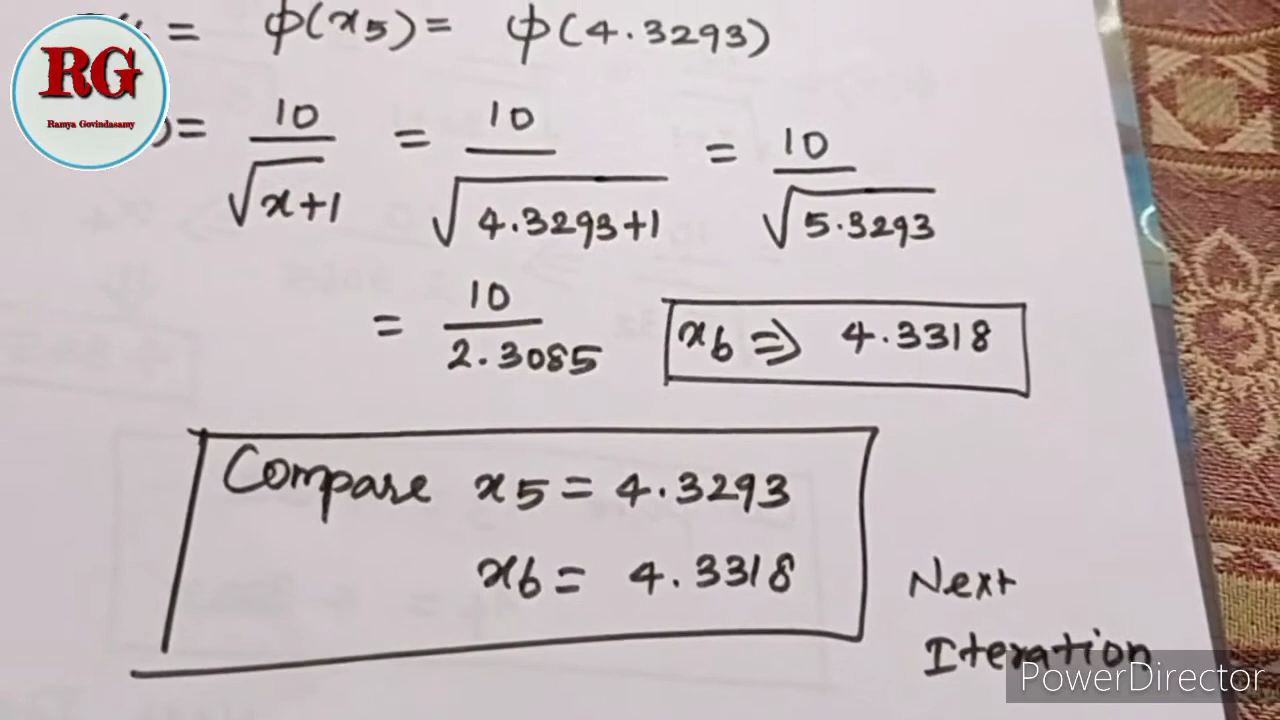 = ϕ(x5) = ϕ(4.3293)
RG
Ramya Govindasamy
= 10/√x+1 = 10/√4.3293+1 = 10/√5.3293
= 10/2.3085 x6 ⇒ 4.3318
Compare x5 = 4.3293
x6 = 4.3318
Next
Iteration
PowerDirector